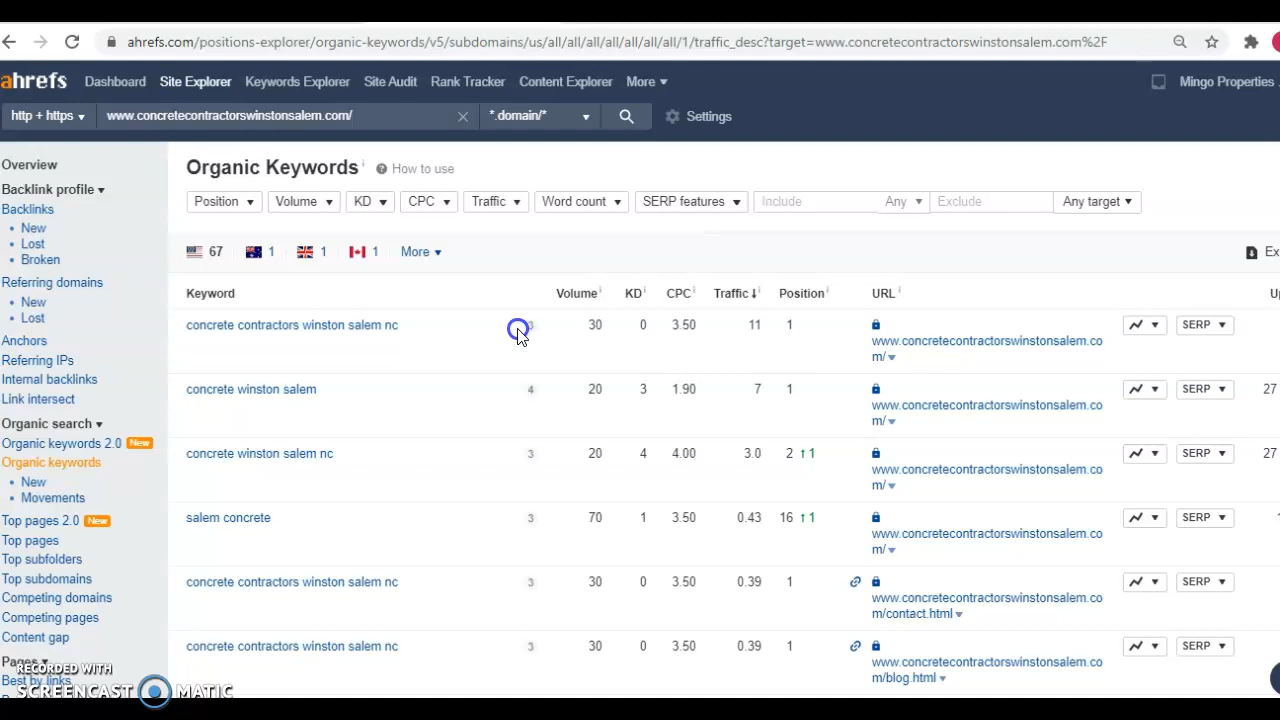 ahrefs.com/positions-explorer/organic-keywords/v5/subdomains/us/all/all/all/all/all/all/all/1/traffic_desc?target=www.concretecontractorswinstonsalem.com%2F
ahrefs Dashboard Site Explorer Keywords Explorer Site Audit Rank Tracker Content Explorer More Mingo Properties
http + https www.concretecontractorswinstonsalem.com/ *.domain/* Settings
Overview
Backlink profile
Backlinks
New
Lost
Broken
Referring domains
New
Lost
Anchors
Referring IPs
Internal backlinks
Link intersect
Organic search
Organic keywords 2.0 New
Organic keywords
New
Movements
Top pages 2.0 New
Top pages
Top subfolders
Top subdomains
Competing domains
Competing pages
Content gap
Pages
Best by links
Organic Keywords How to use
Position Volume KD CPC Traffic Word count SERP features Include Any Exclude Any target
67 1 1 1 More Ex
Keyword Volume KD CPC Traffic↓ Position URL U
concrete contractors winston salem nc 3 30 0 3.50 11 1 www.concretecontractorswinstonsalem.co SERP
m/
concrete winston salem 4 20 3 1.90 7 1 www.concretecontractorswinstonsalem.co SERP 27
m/
concrete winston salem nc 3 20 4 4.00 3.0 2 ↑1 www.concretecontractorswinstonsalem.co SERP 27
m/
salem concrete 3 70 1 3.50 0.43 16 ↑1 www.concretecontractorswinstonsalem.co SERP
m/
concrete contractors winston salem nc 3 30 0 3.50 0.39 1 www.concretecontractorswinstonsalem.co SERP
m/contact.html
concrete contractors winston salem nc 3 30 0 3.50 0.39 1 www.concretecontractorswinstonsalem.co SERP
m/blog.html
RECORDED WITH
SCREENCAST MATIC